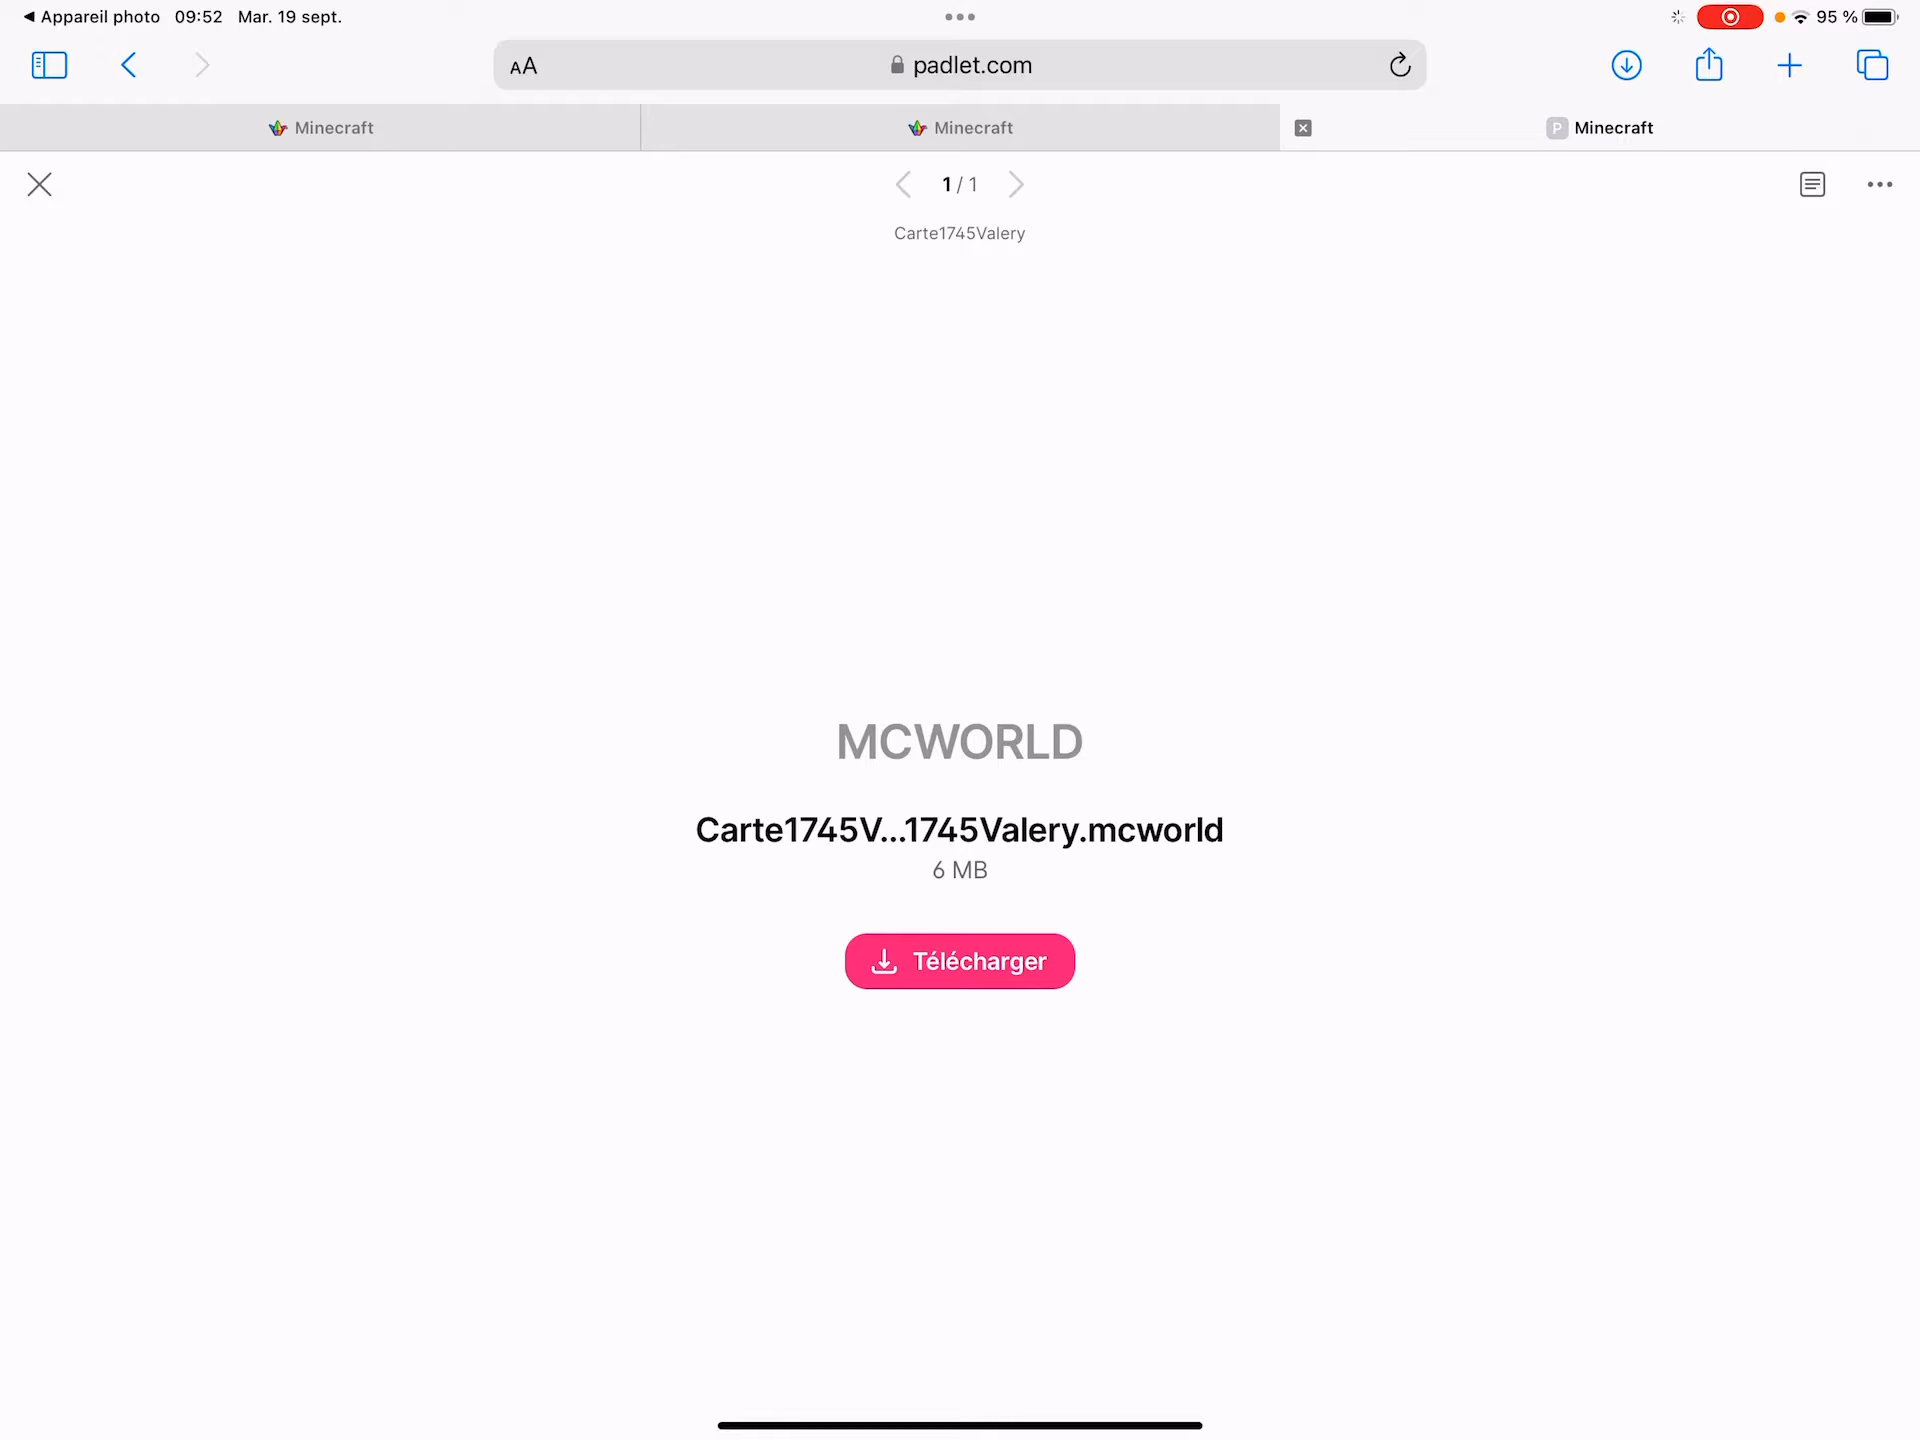 ◀ Appareil photo 09:52 Mar. 19 sept.
95 %
AA
padlet.com
Minecraft
Minecraft
P Minecraft
1 / 1
Carte1745Valery
MCWORLD
Carte1745V...1745Valery.mcworld
6 MB
Télécharger